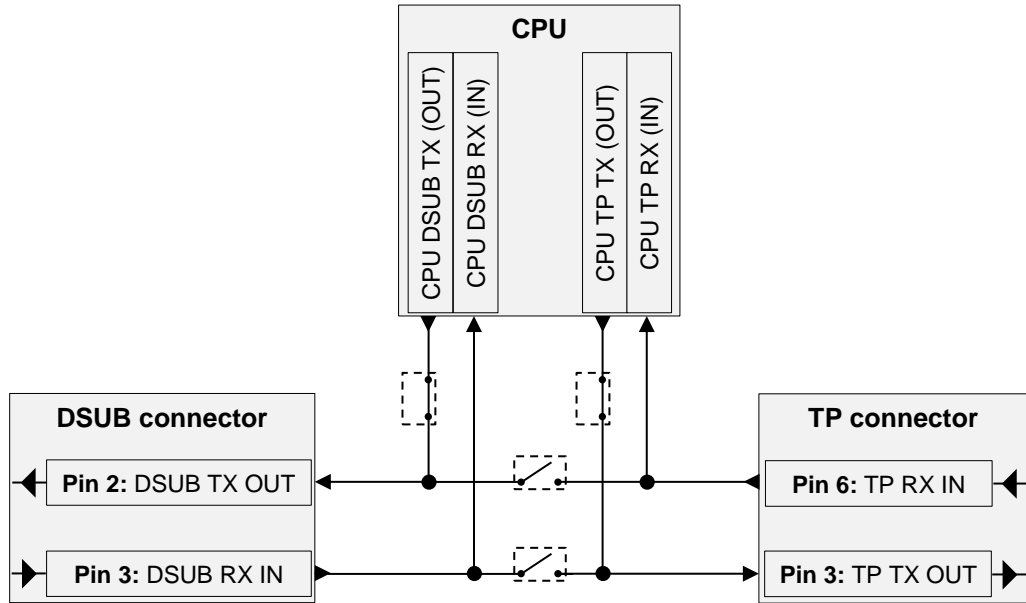 CPU
CPU DSUB TX (OUT)
CPU DSUB RX (IN)
CPU TP TX (OUT)
CPU TP RX (IN)
DSUB connector
Pin 2: DSUB TX OUT
Pin 3: DSUB RX IN
TP connector
Pin 6: TP RX IN
Pin 3: TP TX OUT